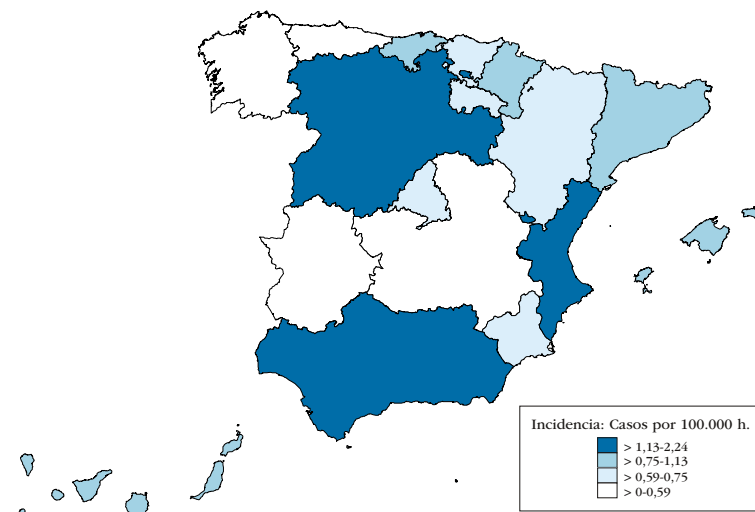 Incidencia: Casos por 100.000 h.
> 1,13-2,24
> 0,75-1,13
> 0,59-0,75
> 0-0,59